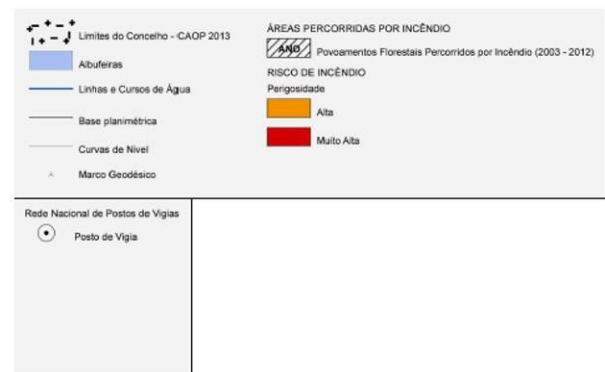 Limites do Concelho - CAOP 2013
Albufeiras
Linhas e Cursos de Água
Base planimétrica
Curvas de Nivel
Marco Geodésico
ÁREAS PERCORRIDAS POR INCÊNDIO
ANO
Povoamentos Florestais Percorridos por Incêndio (2003 - 2012)
RISCO DE INCÊNDIO
Perigosidade
Alta
Muito Alta
Rede Nacional de Postos de Vigias
Posto de Vigia